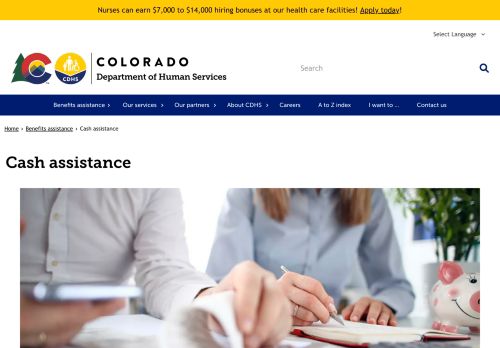 Nurses can earn $7,000 to $14,000 hiring bonuses at our health care facilities! Apply today!
Select Language
COLORADO
Department of Human Services
CDHS
Search
Benefits assistance › Our services › Our partners › About CDHS › Careers A to Z index I want to ... Contact us
Home › Benefits assistance › Cash assistance
Cash assistance